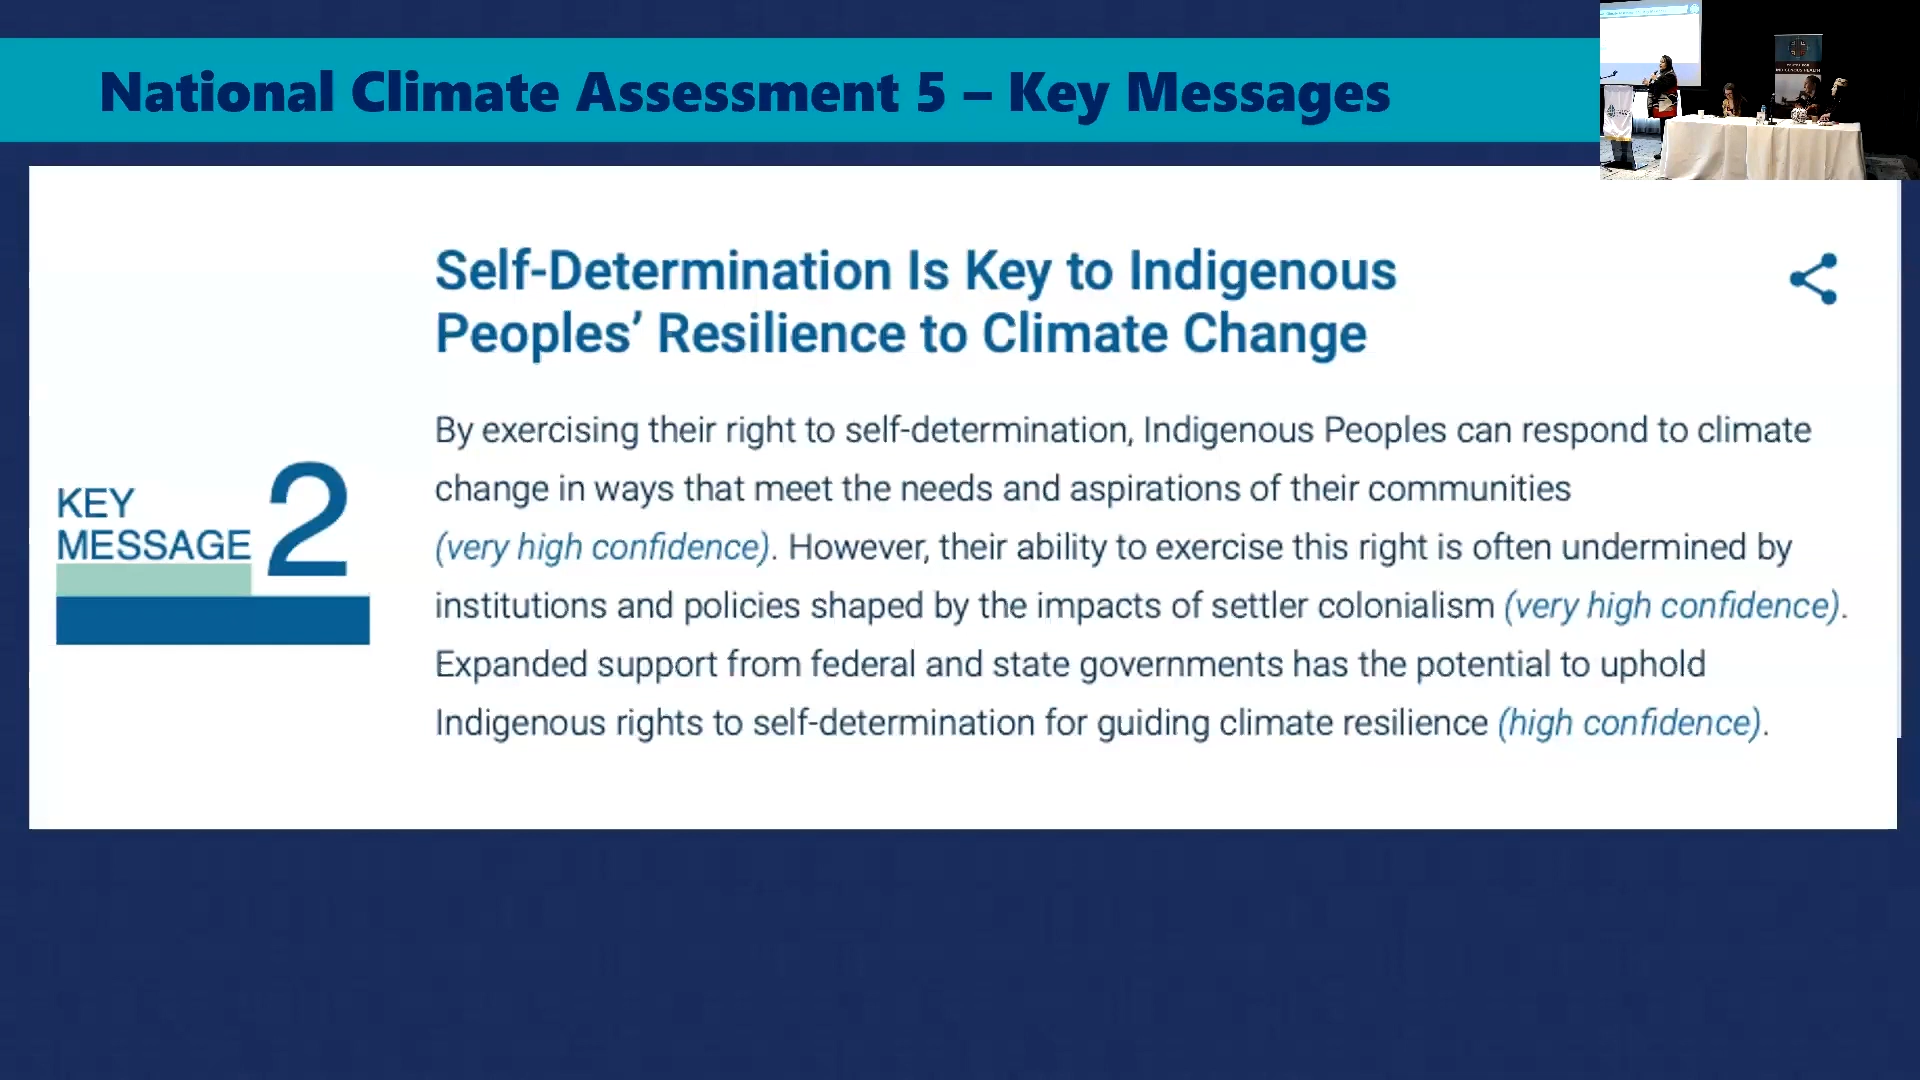 National Climate Assessment 5 – Key Messages
Self-Determination Is Key to Indigenous
Peoples’ Resilience to Climate Change
KEY
MESSAGE 2
By exercising their right to self-determination, Indigenous Peoples can respond to climate
change in ways that meet the needs and aspirations of their communities
(very high confidence). However, their ability to exercise this right is often undermined by
institutions and policies shaped by the impacts of settler colonialism (very high confidence).
Expanded support from federal and state governments has the potential to uphold
Indigenous rights to self-determination for guiding climate resilience (high confidence).